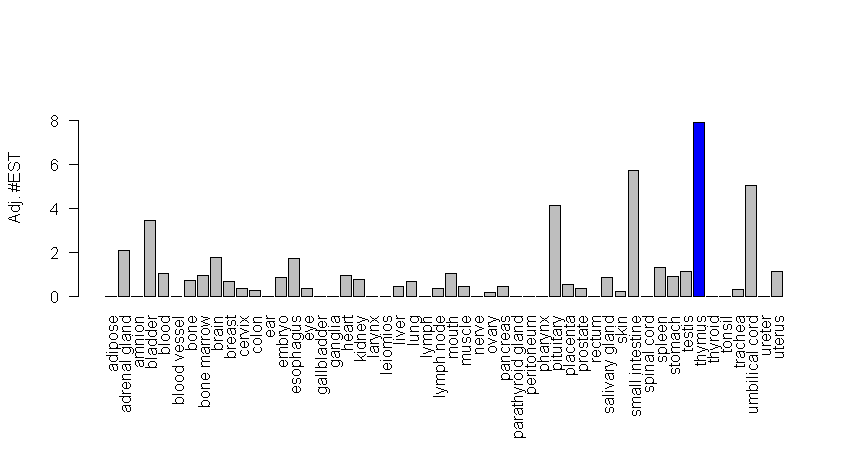 Adj. #EST
8
6
4
2
0
adipose
adrenal gland
amnion
bladder
blood
blood vessel
bone
bone marrow
brain
breast
cervix
colon
ear
embryo
esophagus
eye
gallbladder
ganglia
heart
kidney
larynx
leiomios
liver
lung
lymph
lymph node
mouth
muscle
nerve
ovary
pancreas
parathyroid gland
peritoneum
pharynx
pituitary
placenta
prostate
rectum
salivary gland
skin
small intestine
spinal cord
spleen
stomach
testis
thymus
thyroid
tonsil
trachea
umbilical cord
ureter
uterus